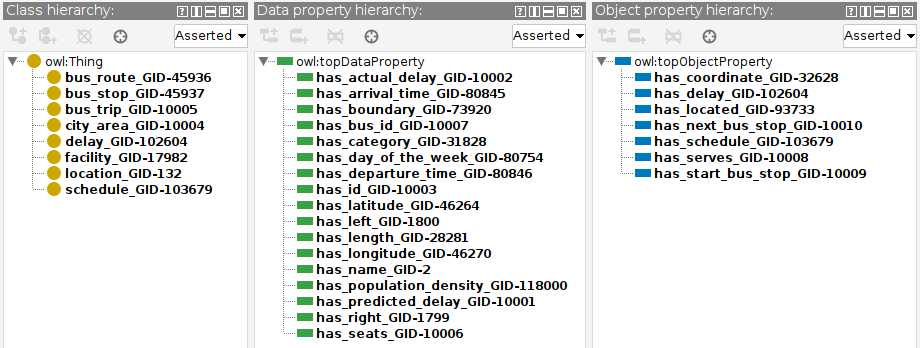 Class hierarchy:
Asserted
owl:Thing
bus_route_GID-45936
bus_stop_GID-45937
bus_trip_GID-10005
city_area_GID-10004
delay_GID-102604
facility_GID-17982
location_GID-132
schedule_GID-103679
Data property hierarchy:
Asserted
owl:topDataProperty
has_actual_delay_GID-10002
has_arrival_time_GID-80845
has_boundary_GID-73920
has_bus_id_GID-10007
has_category_GID-31828
has_day_of_the_week_GID-80754
has_departure_time_GID-80846
has_id_GID-10003
has_latitude_GID-46264
has_left_GID-1800
has_length_GID-28281
has_longitude_GID-46270
has_name_GID-2
has_population_density_GID-118000
has_predicted_delay_GID-10001
has_right_GID-1799
has_seats_GID-10006
Object property hierarchy:
Asserted
owl:topObjectProperty
has_coordinate_GID-32628
has_delay_GID-102604
has_located_GID-93733
has_next_bus_stop_GID-10010
has_schedule_GID-103679
has_serves_GID-10008
has_start_bus_stop_GID-10009